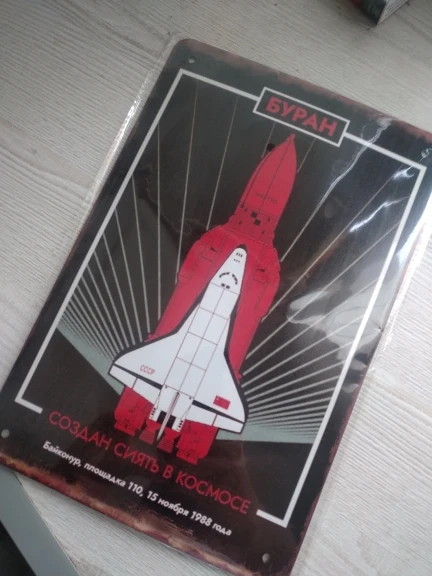 БУРАН
СССР
СОЗДАН СИЯТЬ В КОСМОСЕ
Байконур, площадка 110, 15 ноября 1988 года